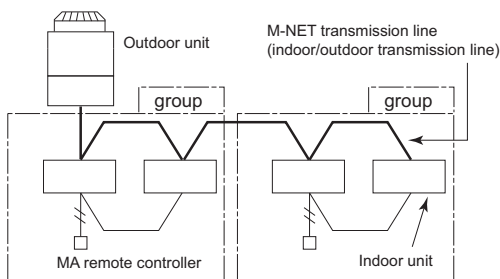 M-NET transmission line
(indoor/outdoor transmission line)
Outdoor unit
group
group
MA remote controller
Indoor unit